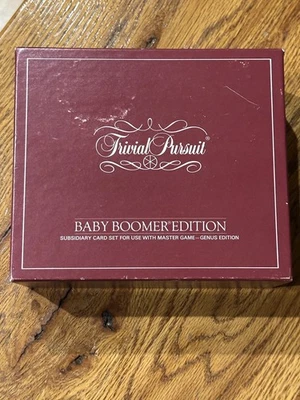 Trivial Pursuit®
BABY BOOMER EDITION
SUBSIDIARY CARD SET FOR USE WITH MASTER GAME – GENUS EDITION